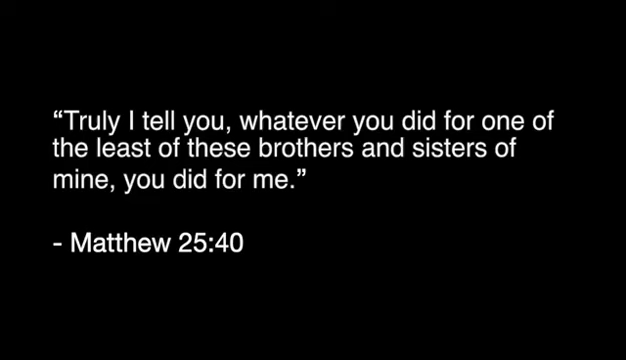 “Truly I tell you, whatever you did for one of
the least of these brothers and sisters of
mine, you did for me.”
- Matthew 25:40